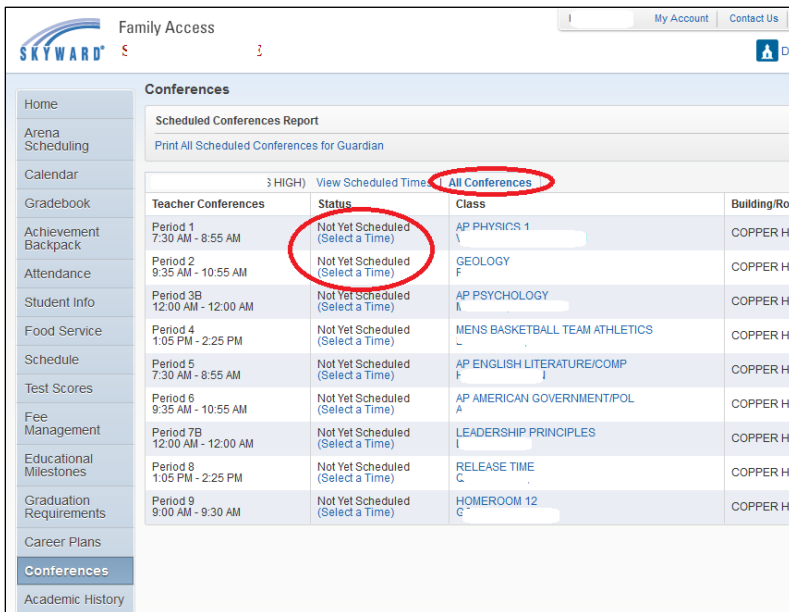 Family Access
SKYWARD®
My Account
Contact Us
Home
Arena
Scheduling
Calendar
Gradebook
Achievement
Backpack
Attendance
Student Info
Food Service
Schedule
Test Scores
Fee
Management
Educational
Milestones
Graduation
Requirements
Career Plans
Conferences
Academic History
Conferences
Scheduled Conferences Report
Print All Scheduled Conferences for Guardian
HIGH) View Scheduled Times | All Conferences
Teacher Conferences Status Class
Period 1 Not Yet Scheduled AP PHYSICS 1 COPPER H
7:30 AM - 8:55 AM (Select a Time)
Period 2 Not Yet Scheduled GEOLOGY COPPER H
9:35 AM - 10:55 AM (Select a Time)
Period 3B Not Yet Scheduled AP PSYCHOLOGY COPPER H
12:00 AM - 12:00 AM (Select a Time)
Period 4 Not Yet Scheduled MENS BASKETBALL TEAM ATHLETICS COPPER H
1:05 PM - 2:25 PM (Select a Time)
Period 5 Not Yet Scheduled AP ENGLISH LITERATURE/COMP COPPER H
7:30 AM - 8:55 AM (Select a Time)
Period 6 Not Yet Scheduled AP AMERICAN GOVERNMENT/POL COPPER H
9:35 AM - 10:55 AM (Select a Time)
Period 7B Not Yet Scheduled LEADERSHIP PRINCIPLES COPPER H
12:00 AM - 12:00 AM (Select a Time)
Period 8 Not Yet Scheduled RELEASE TIME COPPER H
1:05 PM - 2:25 PM (Select a Time)
Period 9 Not Yet Scheduled HOMEROOM 12 COPPER H
9:00 AM - 9:30 AM (Select a Time)
Building/Ro